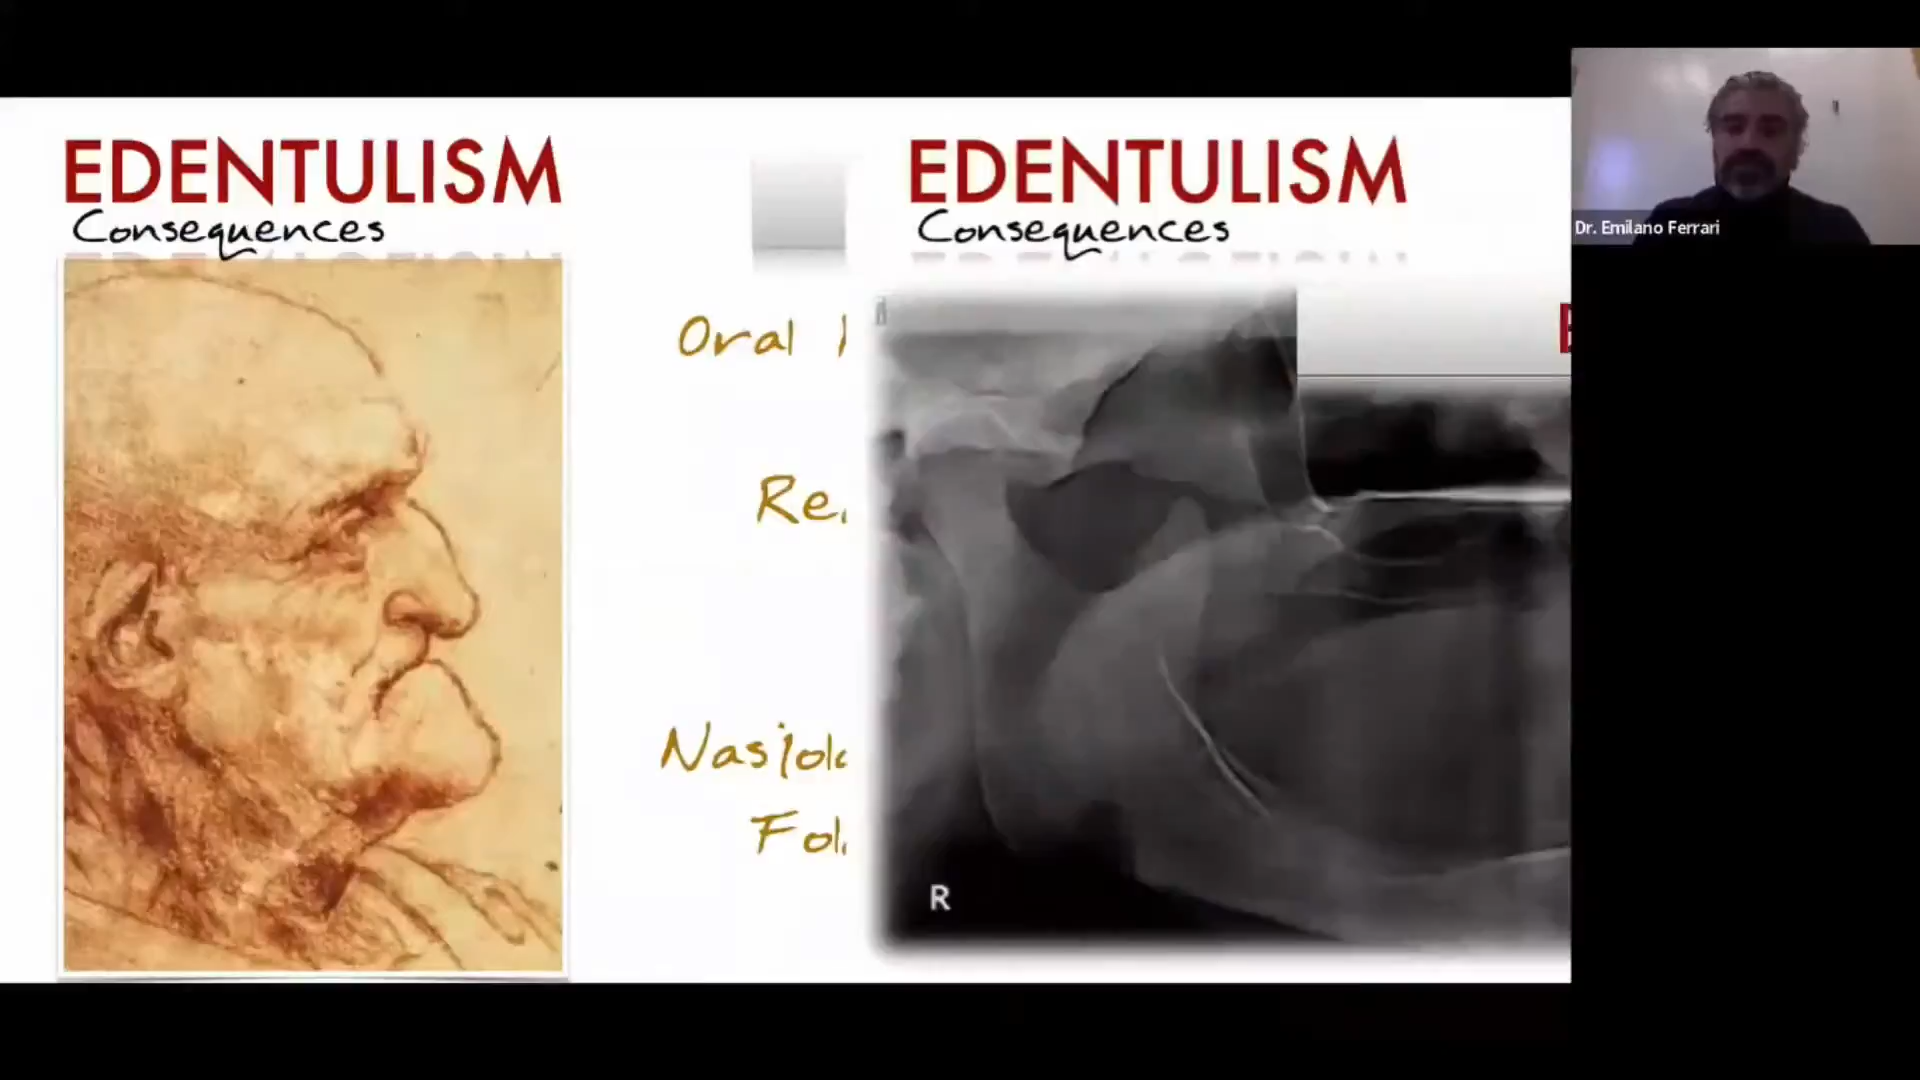 EDENTULISM
Consequences
Oral
Re
Nasiol
Fol
EDENTULISM
Consequences
R
Dr. Emilano Ferrari